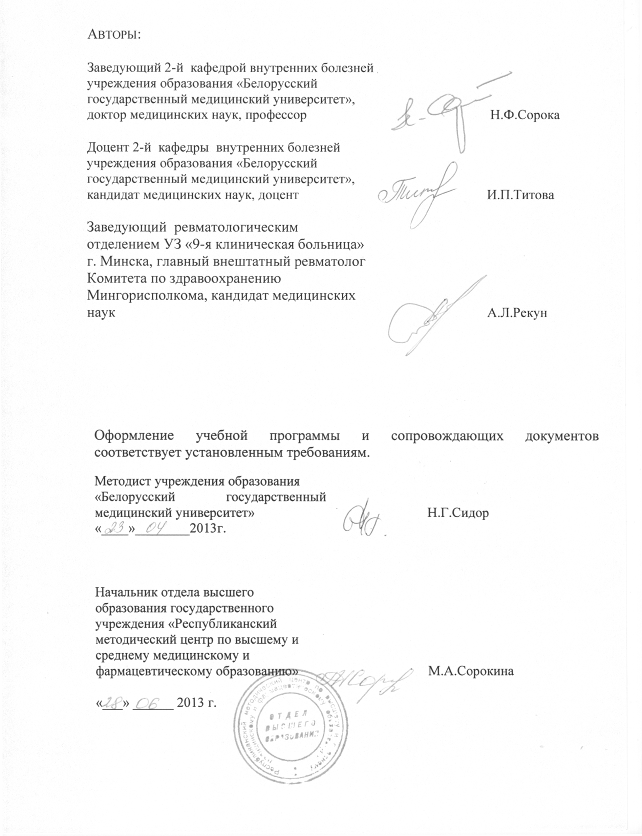 АВТОРЫ:
Заведующий 2-й кафедрой внутренних болезней
учреждения образования «Белорусский
государственный медицинский университет»,
доктор медицинских наук, профессор Н.Ф.Сорока
Доцент 2-й кафедры внутренних болезней
учреждения образования «Белорусский
государственный медицинский университет»,
кандидат медицинских наук, доцент И.П.Титова
Заведующий ревматологическим
отделением УЗ «9-я клиническая больница»
г. Минска, главный внештатный ревматолог
Комитета по здравоохранению
Мингорисполкома, кандидат медицинских
наук А.Л.Рекун
Оформление учебной программы и сопровождающих документов
соответствует установленным требованиям.
Методист учреждения образования
«Белорусский государственный
медицинский университет» Н.Г.Сидор
«23» 04 2013г.
Начальник отдела высшего
образования государственного
учреждения «Республиканский
методический центр по высшему и
среднему медицинскому и
фармацевтическому образованию» М.А.Сорокина
«28» 06 2013 г.
ОТДЕЛ
ВЫСШЕГО
ОБРАЗОВАНИЯ